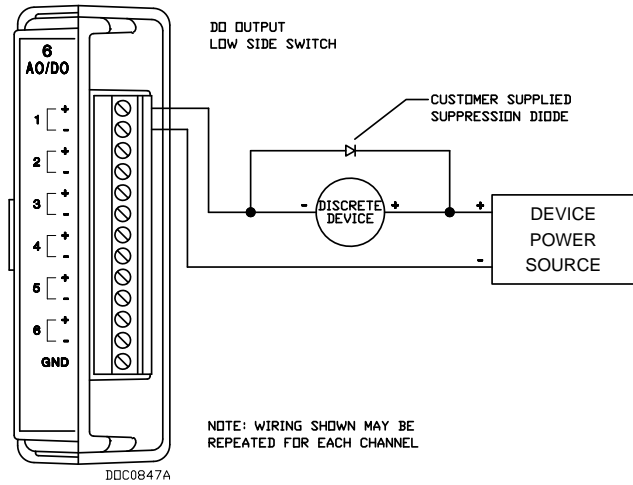 DO OUTPUT
LOW SIDE SWITCH
6
AO/DO
1 + -
2 + -
3 + -
4 + -
5 + -
6 + -
GND
CUSTOMER SUPPLIED
SUPPRESSION DIODE
- DISCRETE +
DEVICE
+
-
DEVICE
POWER
SOURCE
NOTE: WIRING SHOWN MAY BE
REPEATED FOR EACH CHANNEL
DOC0847A